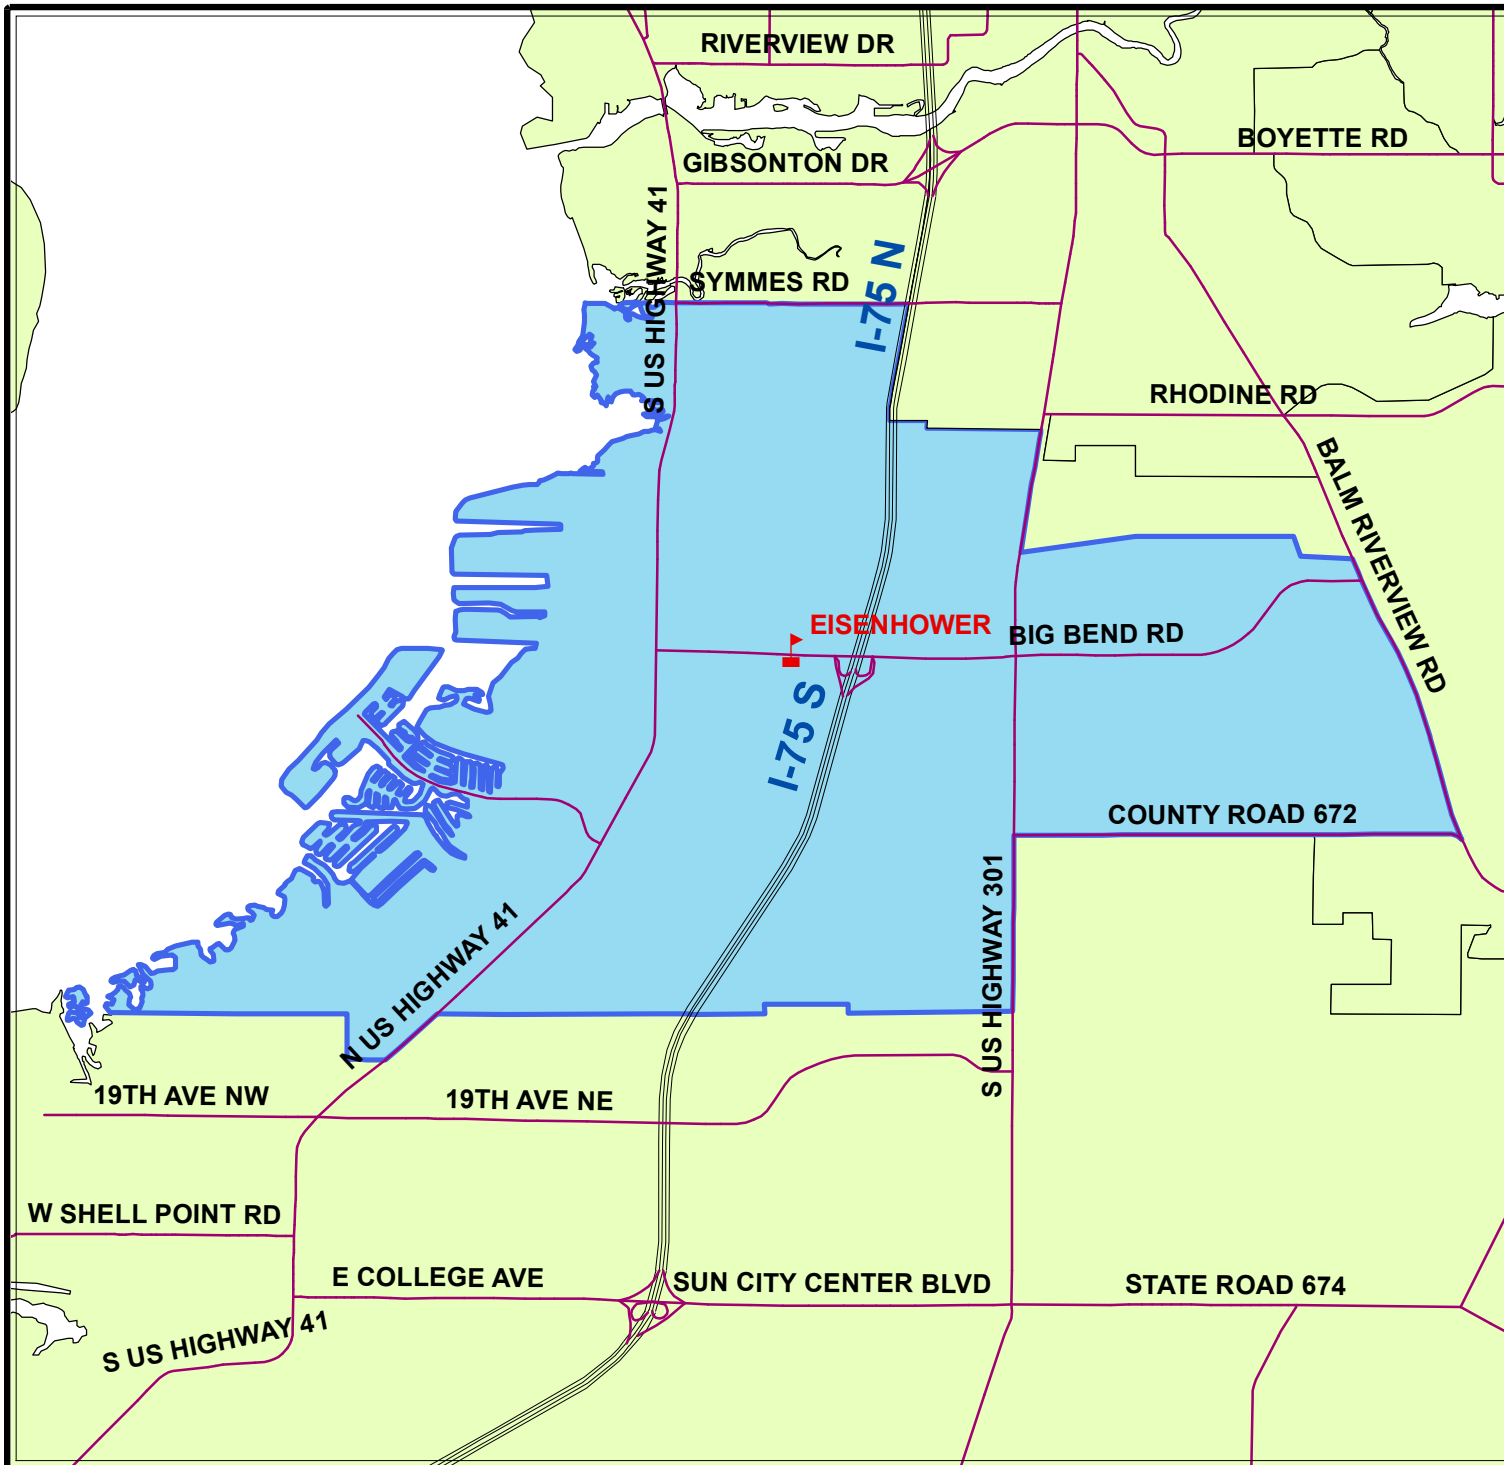 RIVERVIEW DR
BOYETTE RD
GIBSONTON DR
S US HIGHWAY 41
I-75 N
SYMMES RD
RHODINE RD
BALM RIVERVIEW RD
EISENHOWER
BIG BEND RD
I-75 S
COUNTY ROAD 672
S US HIGHWAY 301
N US HIGHWAY 41
19TH AVE NW
19TH AVE NE
W SHELL POINT RD
E COLLEGE AVE
SUN CITY CENTER BLVD
STATE ROAD 674
S US HIGHWAY 41